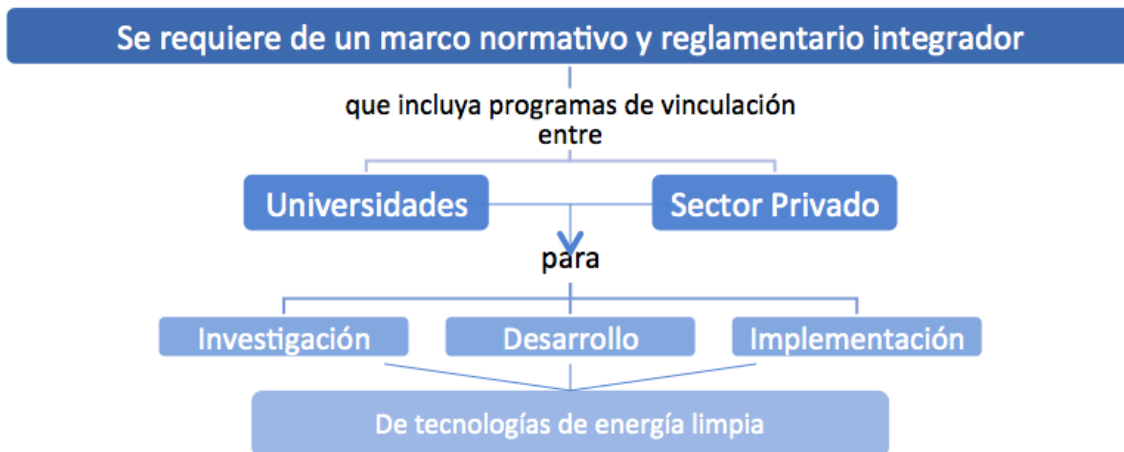 Se requiere de un marco normativo y reglamentario integrador
que incluya programas de vinculación
entre
Universidades
Sector Privado
para
Investigación
Desarrollo
Implementación
De tecnologías de energía limpia